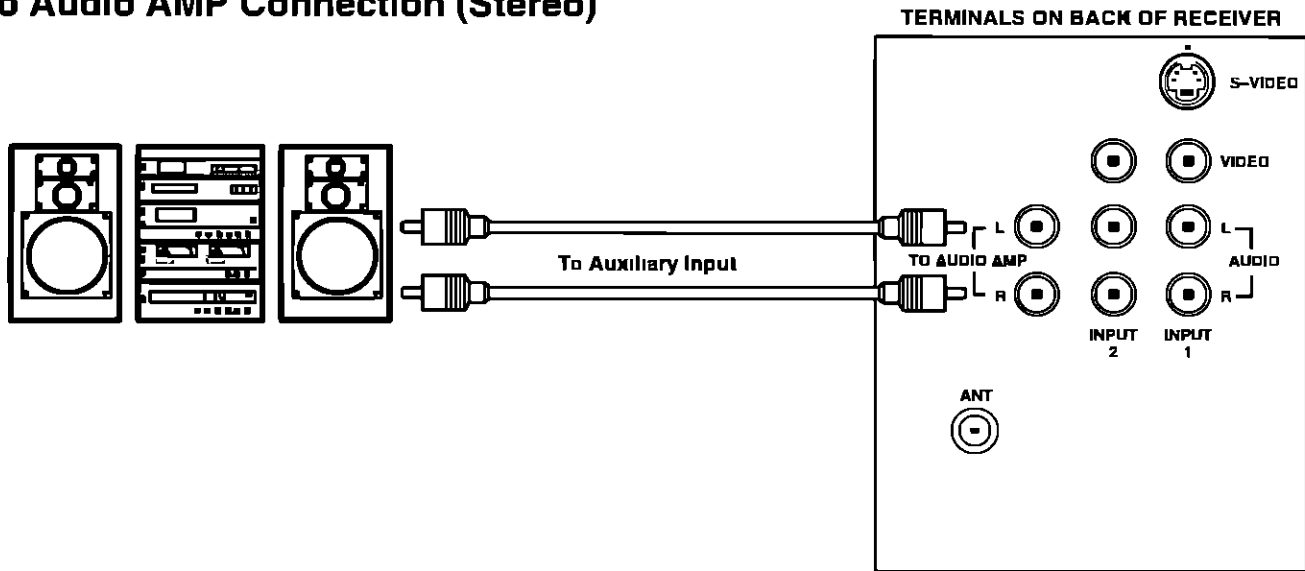 o Audio AMP Connection (Stereo)
TERMINALS ON BACK OF RECEIVER
S-VIDEO
VIDEO
L
L
To Auxiliary Input
TO AUDIO AMP
AUDIO
R
R
INPUT
2
INPUT
1
ANT